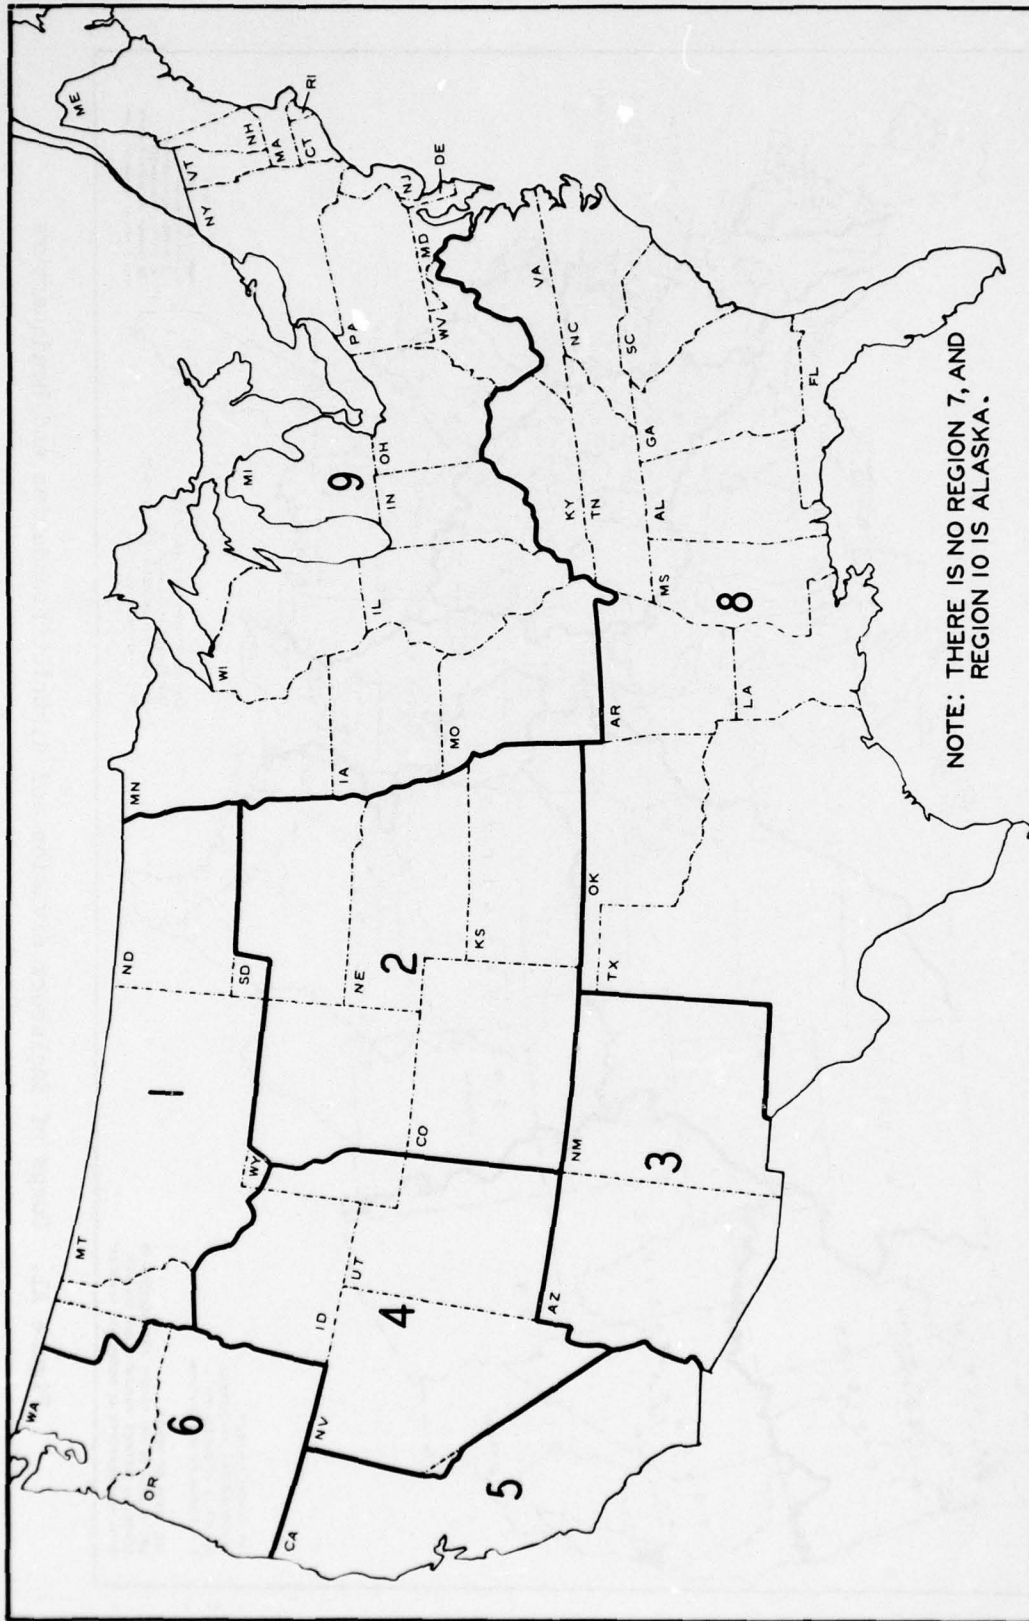 WA
MT
ND
MN
ME
VT
NH
NY
MA
CT
RI
1
6
OR
ID
WY
SD
WI
MI
9
PA
NJ
DE
MD
WV
OH
IN
IL
IA
NE
2
MO
CA
NV
UT
4
CO
KS
KY
VA
TN
NC
5
AZ
NM
3
OK
TX
AR
MS
AL
GA
SC
8
LA
FL
NOTE: THERE IS NO REGION 7, AND
REGION 10 IS ALASKA.